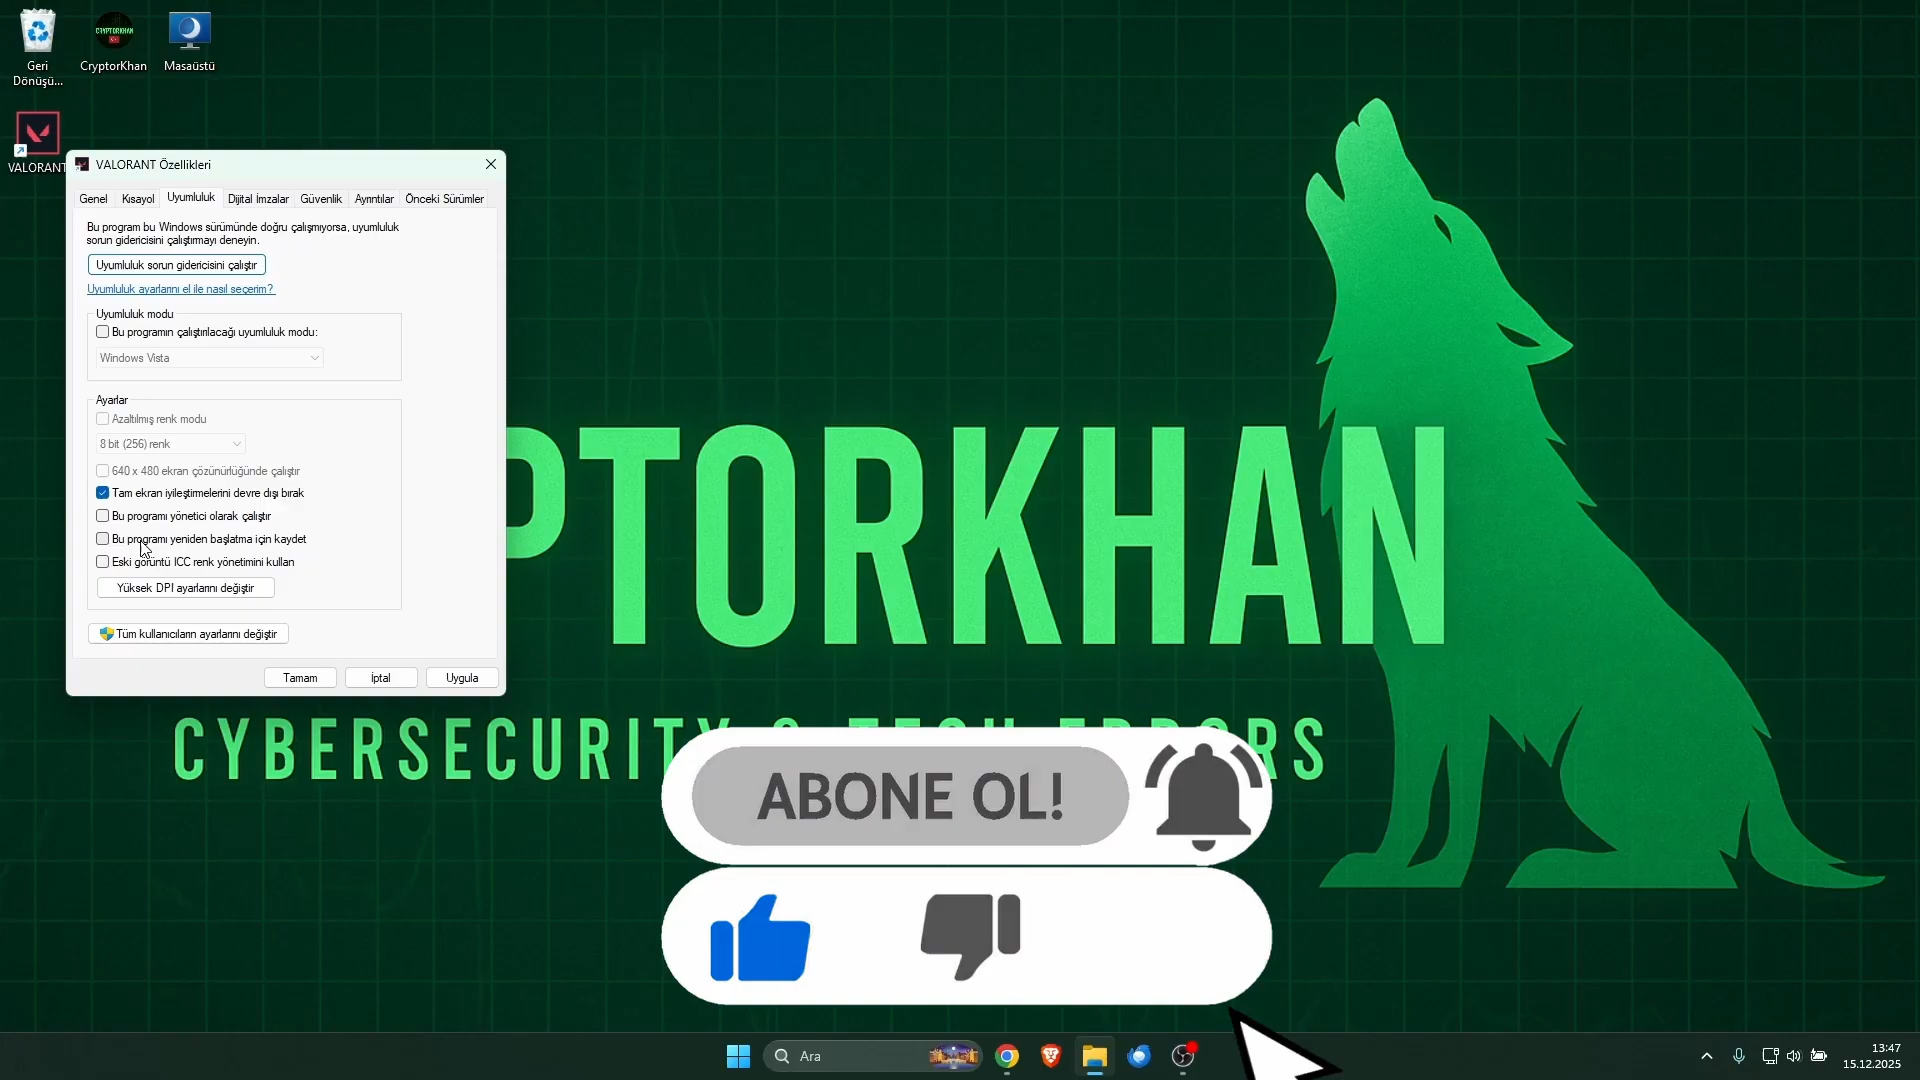 Geri
Dönüşü...
CRYPTORKHAN
CryptorKhan
Masaüstü
VALORANT
VALORANT Özellikleri
Genel
Kısayol
Uyumluluk
Dijital İmzalar
Güvenlik
Ayrıntılar
Önceki Sürümler
Bu program bu Windows sürümünde doğru çalışmıyorsa, uyumluluk
sorun gidericisini çalıştırmayı deneyin.
Uyumluluk sorun gidericisini çalıştır
Uyumluluk ayarlarını el ile nasıl seçerim?
Uyumluluk modu
Bu programın çalıştırılacağı uyumluluk modu:
Windows Vista
Ayarlar
Azaltılmış renk modu
8 bit (256) renk
640 x 480 ekran çözünürlüğünde çalıştır
Tam ekran iyileştirmelerini devre dışı bırak
Bu programı yönetici olarak çalıştır
Bu programı yeniden başlatma için kaydet
Eski görüntü ICC renk yönetimini kullan
Yüksek DPI ayarlarını değiştir
Tüm kullanıcıların ayarlarını değiştir
Tamam
İptal
Uygula
PTORKHAN
CYBERSECURITY & TECH ERRORS
ABONE OL!
Ara
13:47
15.12.2025